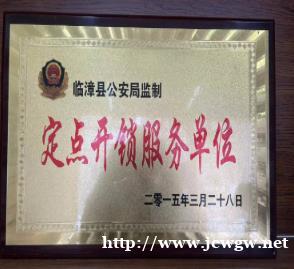 临漳县公安局监制
定点开锁服务单位
二零一五年三月二十八日
http://www.jcwgw.net